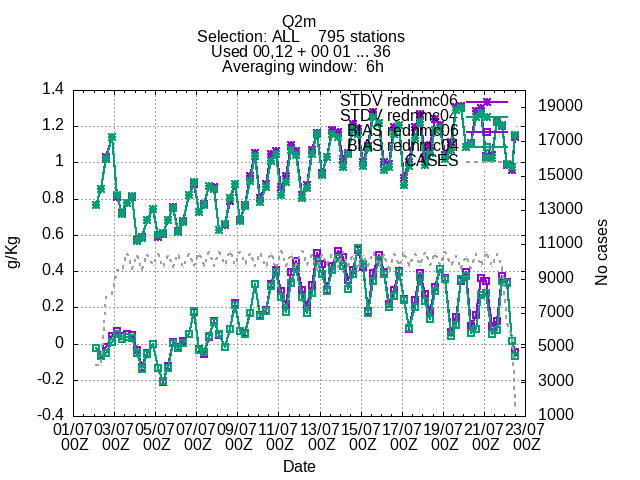 Q2m
Selection: ALL 795 stations
Used 00,12 + 00 01 ... 36
Averaging window: 6h
1.4
1.2
1
0.8
0.6
0.4
0.2
0
-0.2
-0.4
g/Kg
STDV rednmc06
STDV rednmc04
BIAS rednmc06
BIAS rednmc04
CASES
19000
17000
15000
13000
11000
9000
7000
5000
3000
1000
No cases
01/07 03/07 05/07 07/07 09/07 11/07 13/07 15/07 17/07 19/07 21/07 23/07
00Z 00Z 00Z 00Z 00Z 00Z 00Z 00Z 00Z 00Z 00Z 00Z
Date